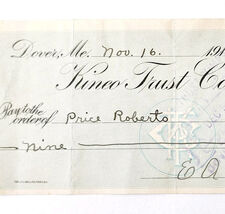 Dover, Me. Nov. 16. 191
Kineo Trust Co
Pay to the
order of Price Roberts
Nine
E A